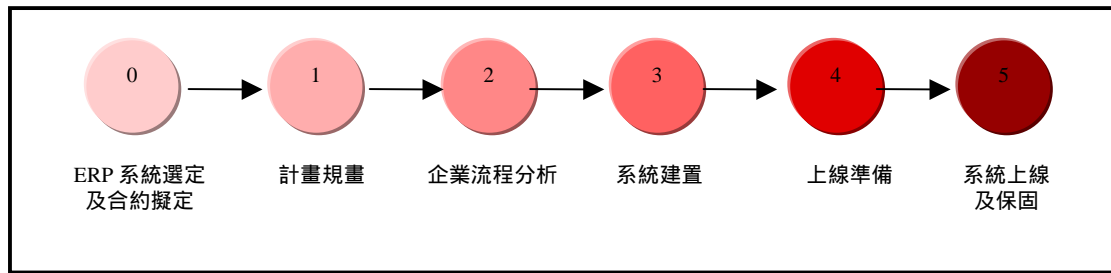 0
1
2
3
4
5
ERP 系統選定
及合約擬定
計畫規畫
企業流程分析
系統建置
上線準備
系統上線
及保固